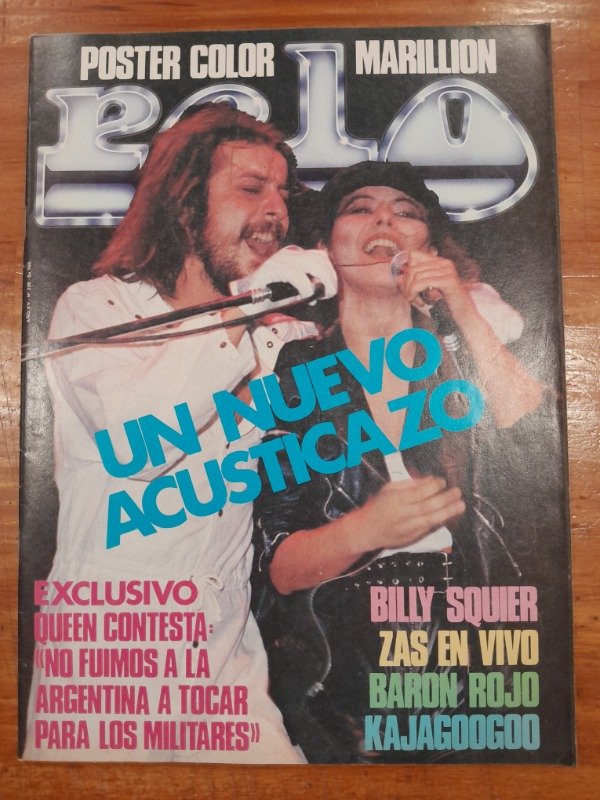 POSTER COLOR MARILLION
pelo
UN NUEVO
ACUSTICAZO
EXCLUSIVO
QUEEN CONTESTA:
«NO FUIMOS A LA
ARGENTINA A TOCAR
PARA LOS MILITARES»
BILLY SQUIER
ZAS EN VIVO
BARON ROJO
KAJAGOOGOO